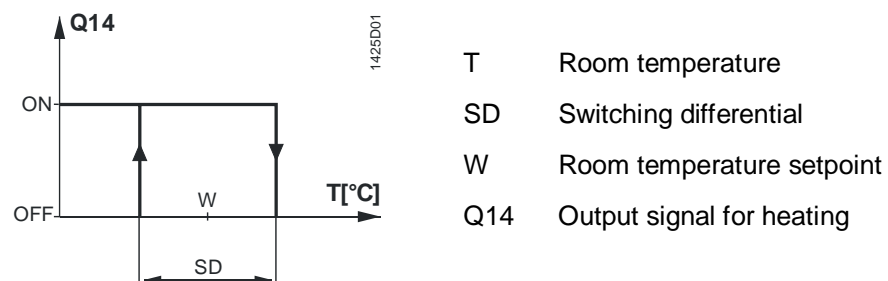 Q14
1425D01
ON
OFF
W
T[°C]
SD
T Room temperature
SD Switching differential
W Room temperature setpoint
Q14 Output signal for heating